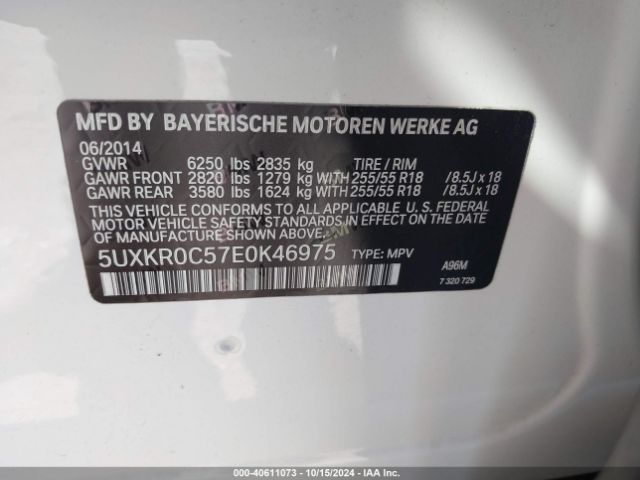 MFD BY BAYERISCHE MOTOREN WERKE AG
06/2014
GVWR 6250 lbs 2835 kg TIRE / RIM
GAWR FRONT 2820 lbs 1279 kg WITH 255/55 R18 /8.5J x 18
GAWR REAR 3580 lbs 1624 kg WITH 255/55 R18 /8.5J x 18
THIS VEHICLE CONFORMS TO ALL APPLICABLE U. S. FEDERAL
MOTOR VEHICLE SAFETY STANDARDS IN EFFECT ON THE DATE
OF MANUFACTURE SHOWN ABOVE.
5UXKR0C57E0K46975 TYPE: MPV
A96M
7 320 729
000-40611073 - 10/15/2024 - IAA Inc.